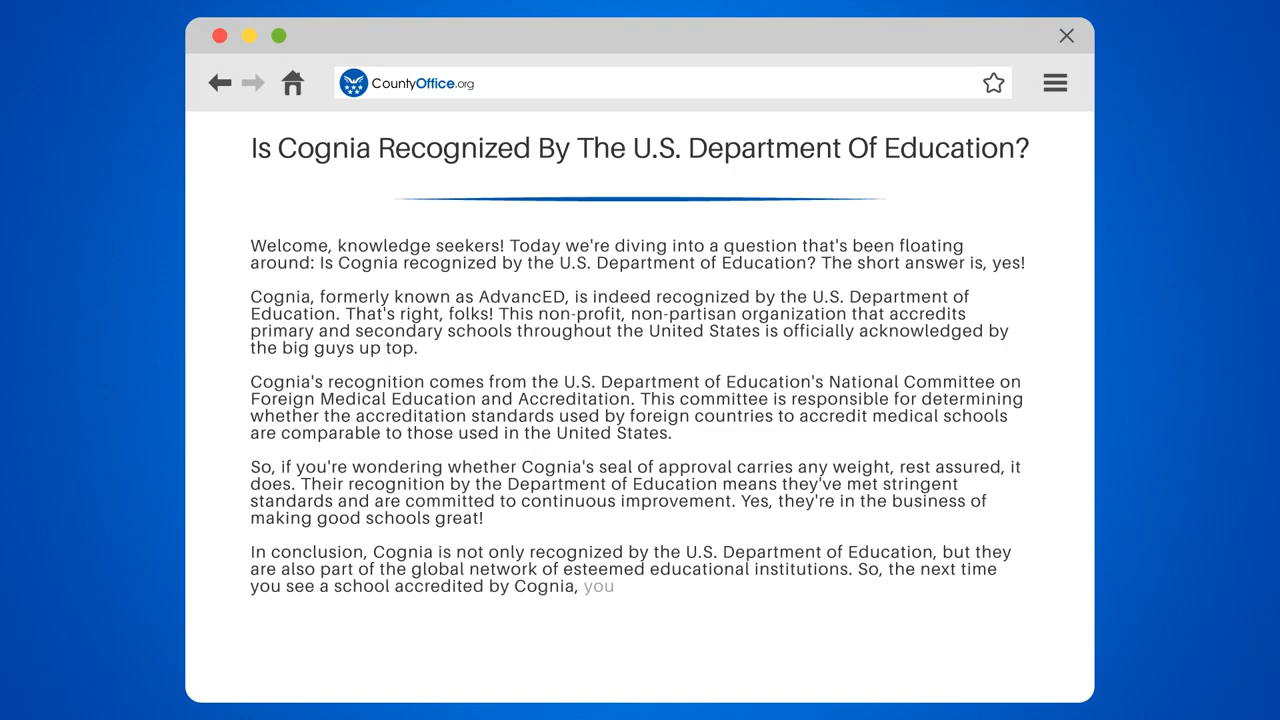 CountyOffice.org
Is Cognia Recognized By The U.S. Department Of Education?
Welcome, knowledge seekers! Today we're diving into a question that's been floating
around: Is Cognia recognized by the U.S. Department of Education? The short answer is, yes!
Cognia, formerly known as AdvancED, is indeed recognized by the U.S. Department of
Education. That's right, folks! This non-profit, non-partisan organization that accredits
primary and secondary schools throughout the United States is officially acknowledged by
the big guys up top.
Cognia's recognition comes from the U.S. Department of Education's National Committee on
Foreign Medical Education and Accreditation. This committee is responsible for determining
whether the accreditation standards used by foreign countries to accredit medical schools
are comparable to those used in the United States.
So, if you're wondering whether Cognia's seal of approval carries any weight, rest assured, it
does. Their recognition by the Department of Education means they've met stringent
standards and are committed to continuous improvement. Yes, they're in the business of
making good schools great!
In conclusion, Cognia is not only recognized by the U.S. Department of Education, but they
are also part of the global network of esteemed educational institutions. So, the next time
you see a school accredited by Cognia, you